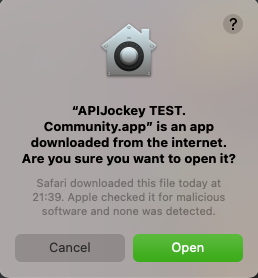 ?
“APIJockey TEST.
Community.app” is an app
downloaded from the internet.
Are you sure you want to open it?
Safari downloaded this file today at
21:39. Apple checked it for malicious
software and none was detected.
Cancel
Open